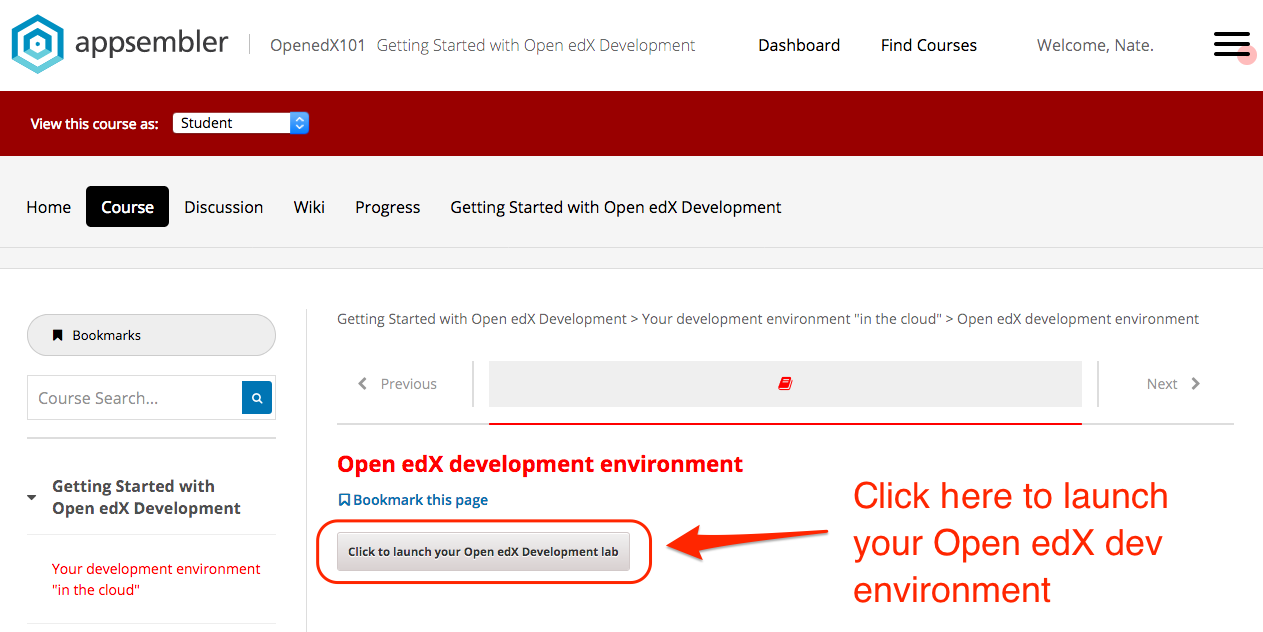 appsembler
OpenedX101 Getting Started with Open edX Development
Dashboard
Find Courses
Welcome, Nate.
View this course as:
Student
Home
Course
Discussion
Wiki
Progress
Getting Started with Open edX Development
Bookmarks
Course Search...
Getting Started with
Open edX Development
Your development environment
"in the cloud"
Getting Started with Open edX Development > Your development environment "in the cloud" > Open edX development environment
Previous
Next
Open edX development environment
Bookmark this page
Click to launch your Open edX Development lab
Click here to launch
your Open edX dev
environment